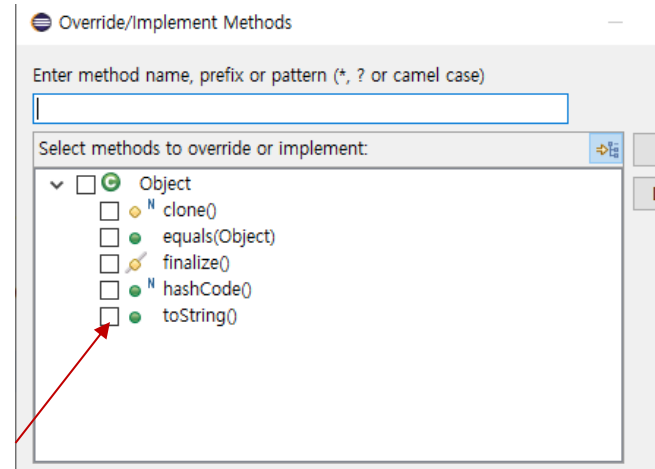 Override/Implement Methods
Enter method name, prefix or pattern (*, ? or camel case)
Select methods to override or implement:
C Object
N clone()
equals(Object)
finalize()
N hashCode()
toString()